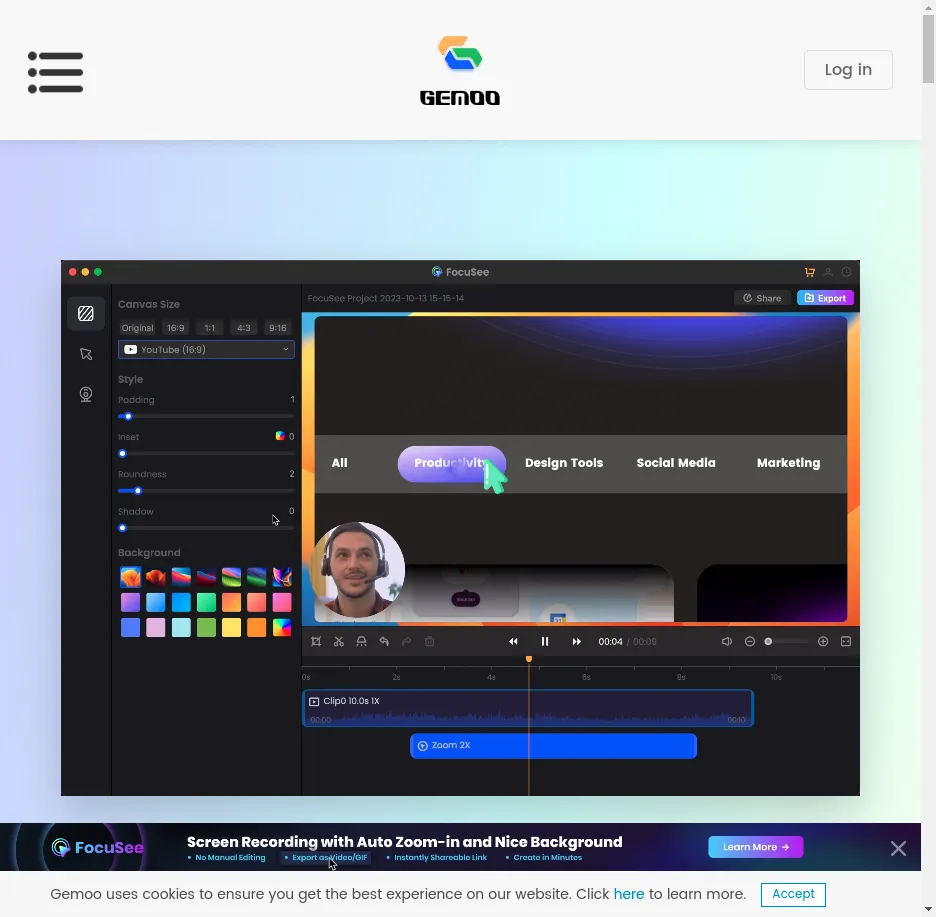 GEMOO
Log in
FocuSee
Canvas Size
FocuSee Project 2023-10-13 15-15-14
Share
Export
Original 16:9 1:1 4:3 9:16
YouTube (16:9)
Style
Padding 1
Inset 0
Roundness 2
Shadow 0
Background
All Productivity Design Tools Social Media Marketing
00:04 / 00:09
0s 2s 4s 6s 8s 10s
Clip0 10.0s 1X
00:00 00:10
Zoom 2X
FocuSee
Screen Recording with Auto Zoom-in and Nice Background
• No Manual Editing • Export as Video/GIF • Instantly Shareable Link • Create in Minutes
Learn More →
Gemoo uses cookies to ensure you get the best experience on our website. Click here to learn more.
Accept